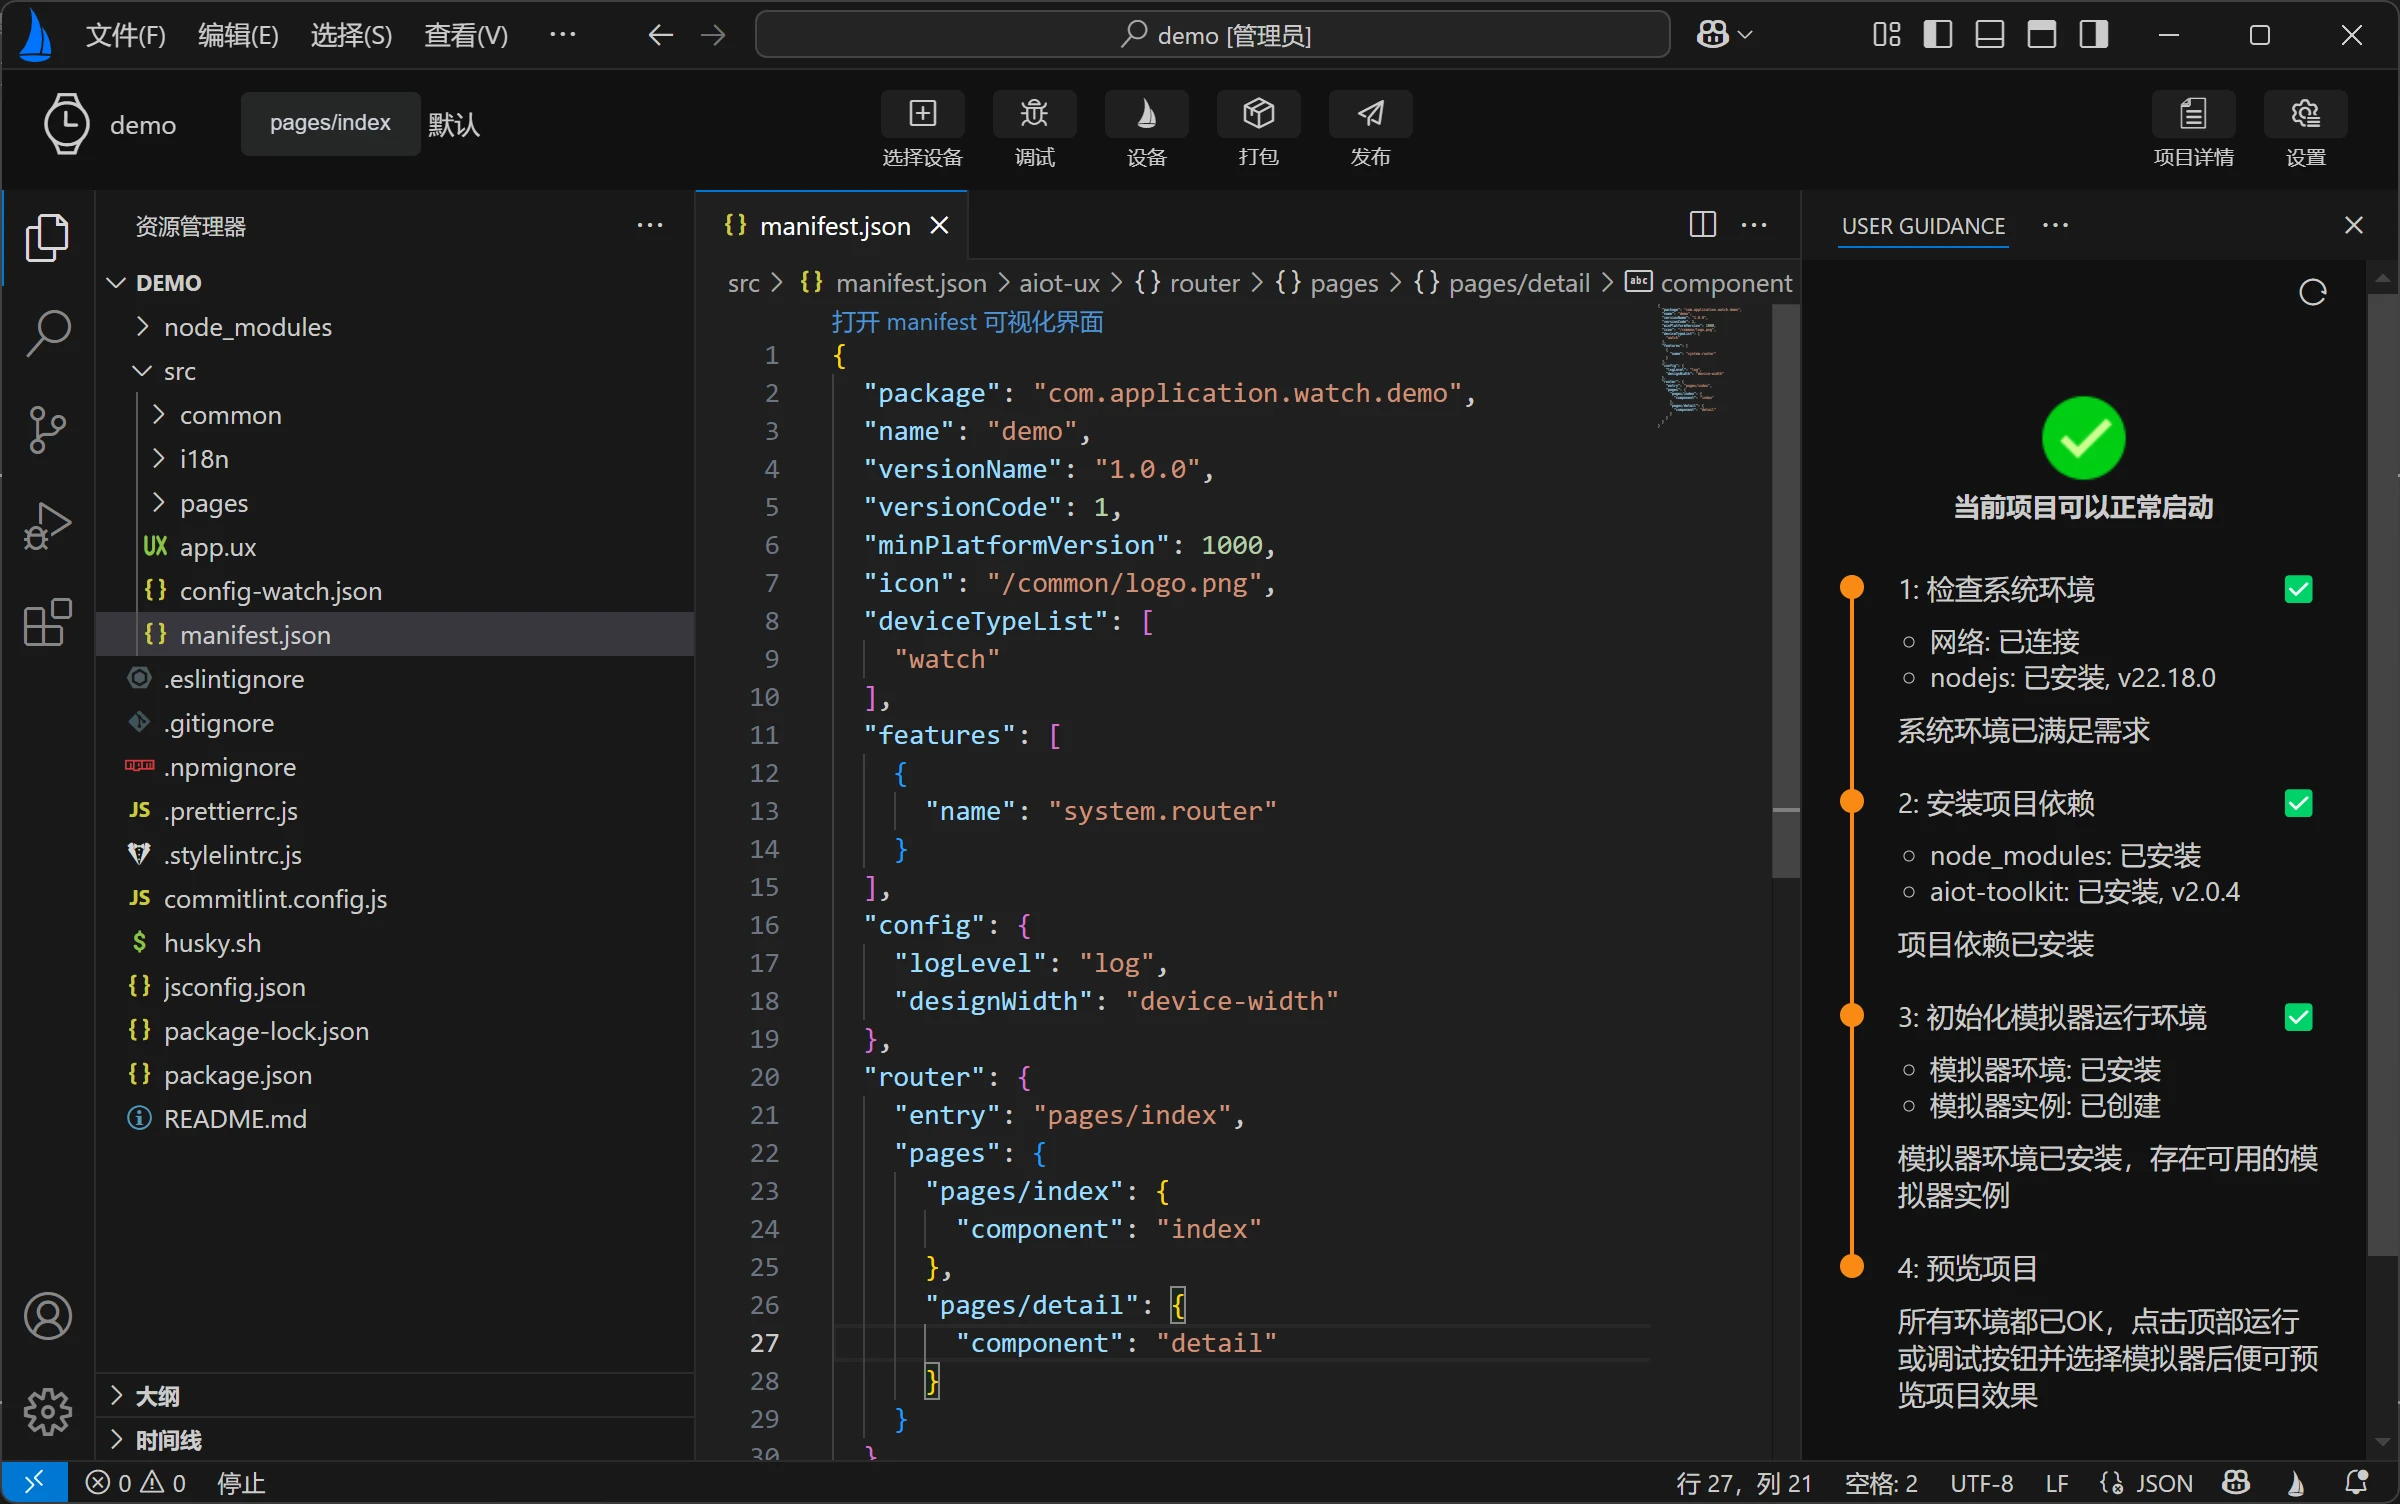 文件(F) 编辑(E) 选择(S) 查看(V) ··· demo [管理员]
demo pages/index 默认 选择设备 调试 设备 打包 发布 项目详情 设置
资源管理器
DEMO
node_modules
src
common
i18n
pages
UX app.ux
{} config-watch.json
{} manifest.json
.eslintignore
.gitignore
.npmignore
JS .prettierrc.js
.stylelintrc.js
JS commitlint.config.js
$ husky.sh
{} jsconfig.json
{} package-lock.json
{} package.json
README.md
大纲
时间线
{} manifest.json
src > {} manifest.json > aiot-ux > {} router > {} pages > {} pages/detail > abc component
打开 manifest 可视化界面
1 {
2 "package": "com.application.watch.demo",
3 "name": "demo",
4 "versionName": "1.0.0",
5 "versionCode": 1,
6 "minPlatformVersion": 1000,
7 "icon": "/common/logo.png",
8 "deviceTypeList": [
9 "watch"
10 ],
11 "features": [
12 {
13 "name": "system.router"
14 }
15 ],
16 "config": {
17 "logLevel": "log",
18 "designWidth": "device-width"
19 },
20 "router": {
21 "entry": "pages/index",
22 "pages": {
23 "pages/index": {
24 "component": "index"
25 },
26 "pages/detail": {
27 "component": "detail"
28 }
29 }
30 }
USER GUIDANCE
当前项目可以正常启动
1: 检查系统环境
网络: 已连接
nodejs: 已安装, v22.18.0
系统环境已满足需求
2: 安装项目依赖
node_modules: 已安装
aiot-toolkit: 已安装, v2.0.4
项目依赖已安装
3: 初始化模拟器运行环境
模拟器环境: 已安装
模拟器实例: 已创建
模拟器环境已安装，存在可用的模
拟器实例
4: 预览项目
所有环境都已OK，点击顶部运行
或调试按钮并选择模拟器后便可预
览项目效果
0 0 停止 行 27，列 21 空格: 2 UTF-8 LF JSON